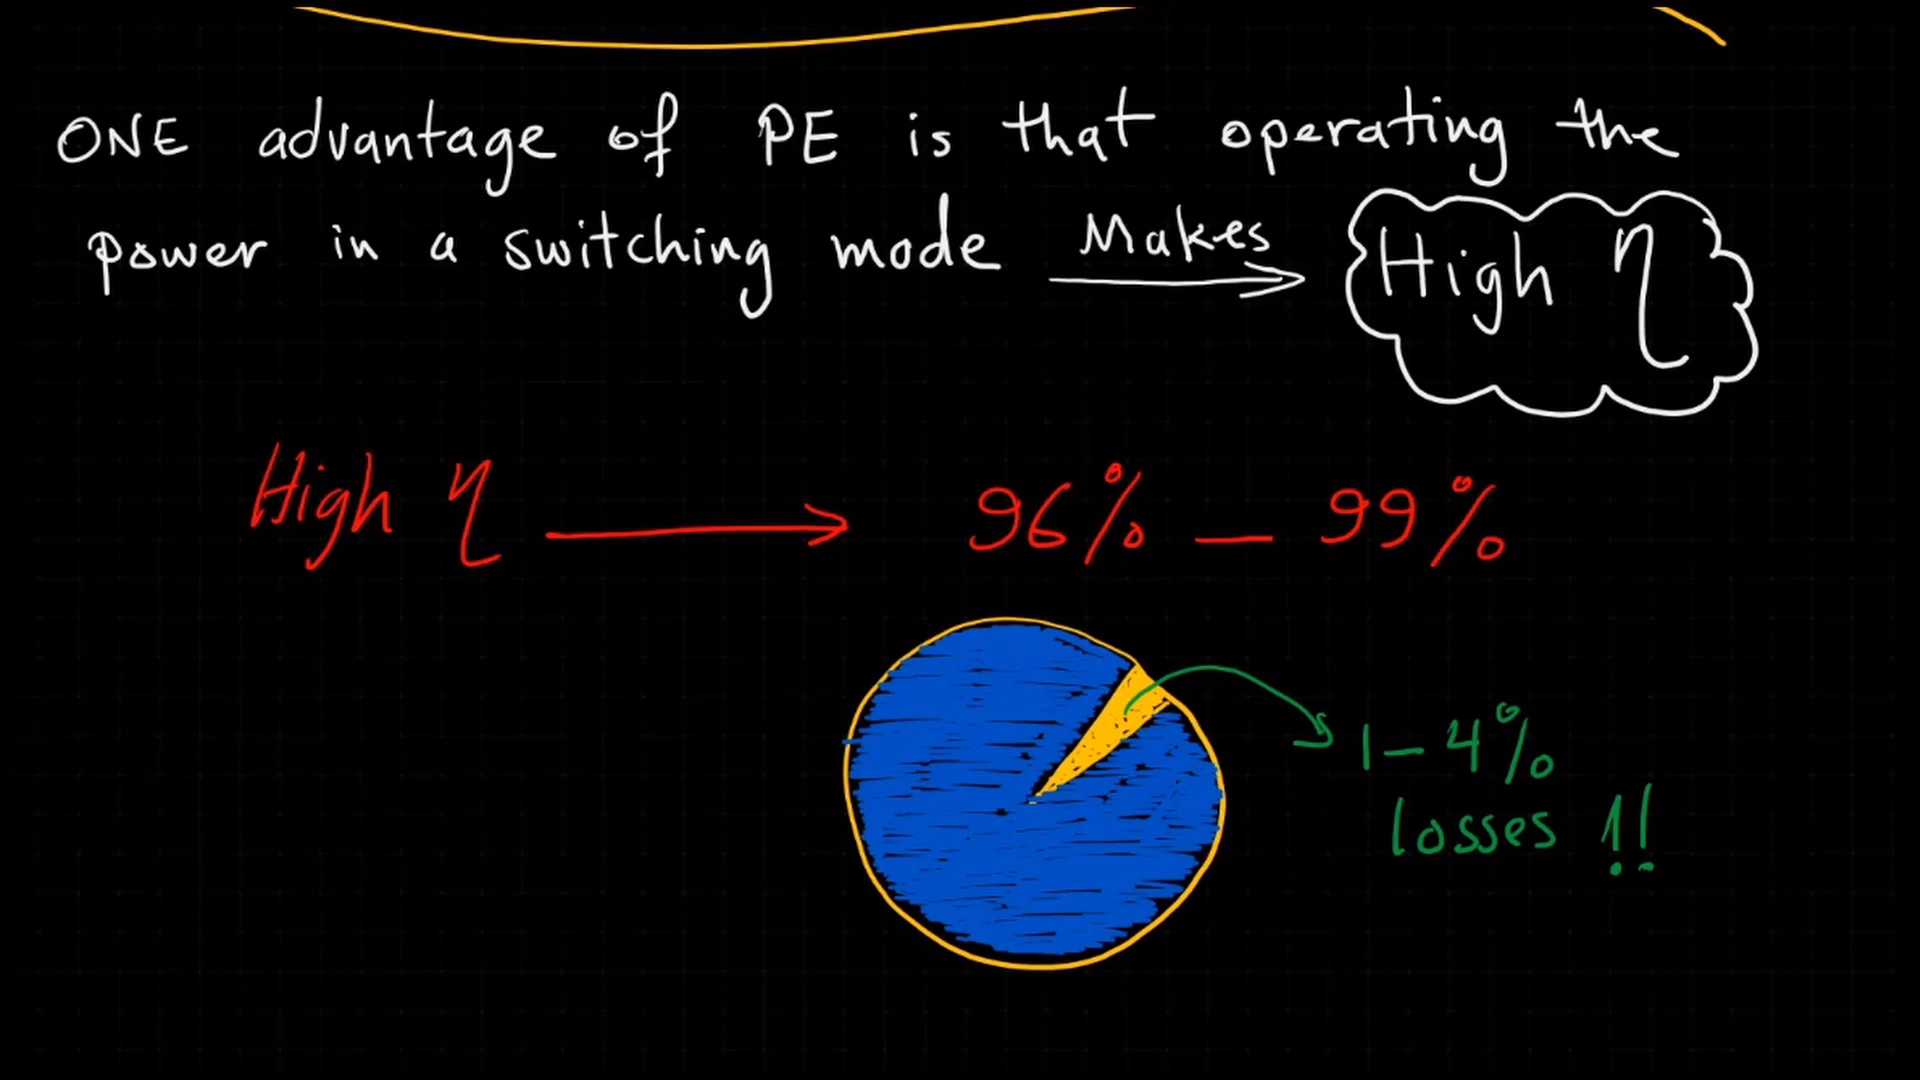 ONE advantage of PE is that operating the
power in a switching mode Makes High η
High η 96% - 99%
1-4%
losses !!